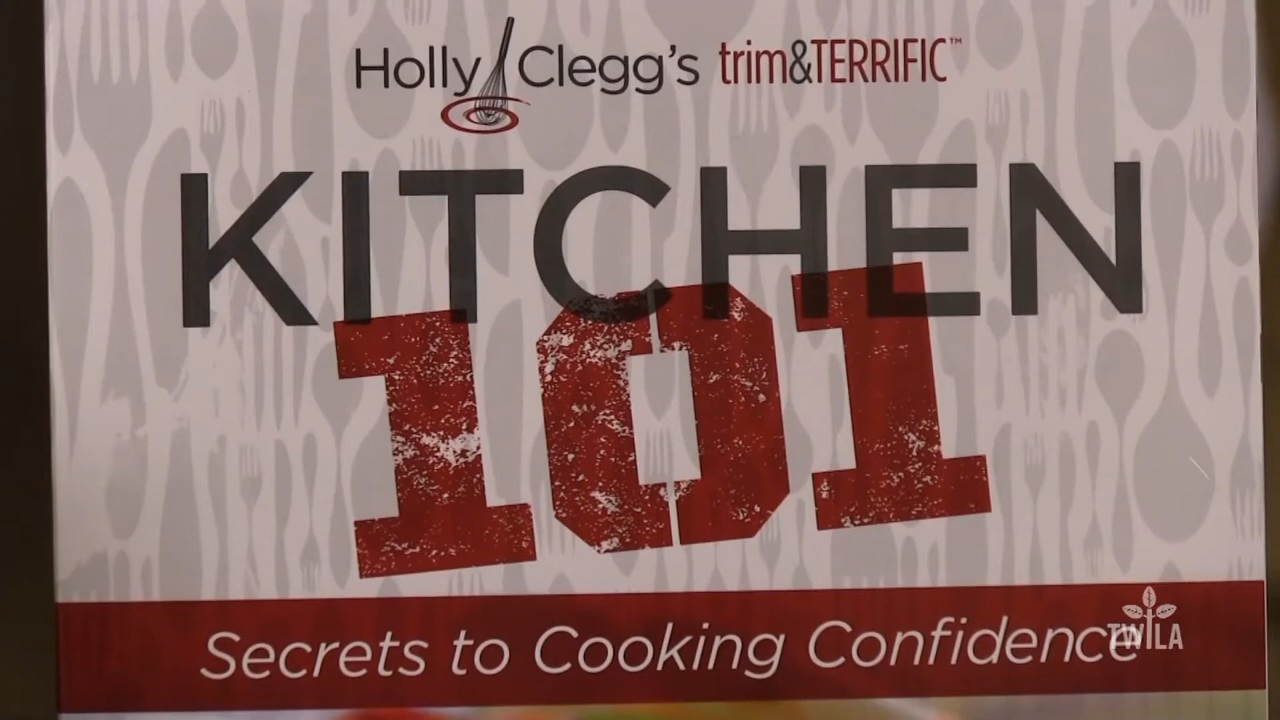 Holly Clegg's trim&TERRIFIC™
KITCHEN
101
Secrets to Cooking Confidence
TWILA